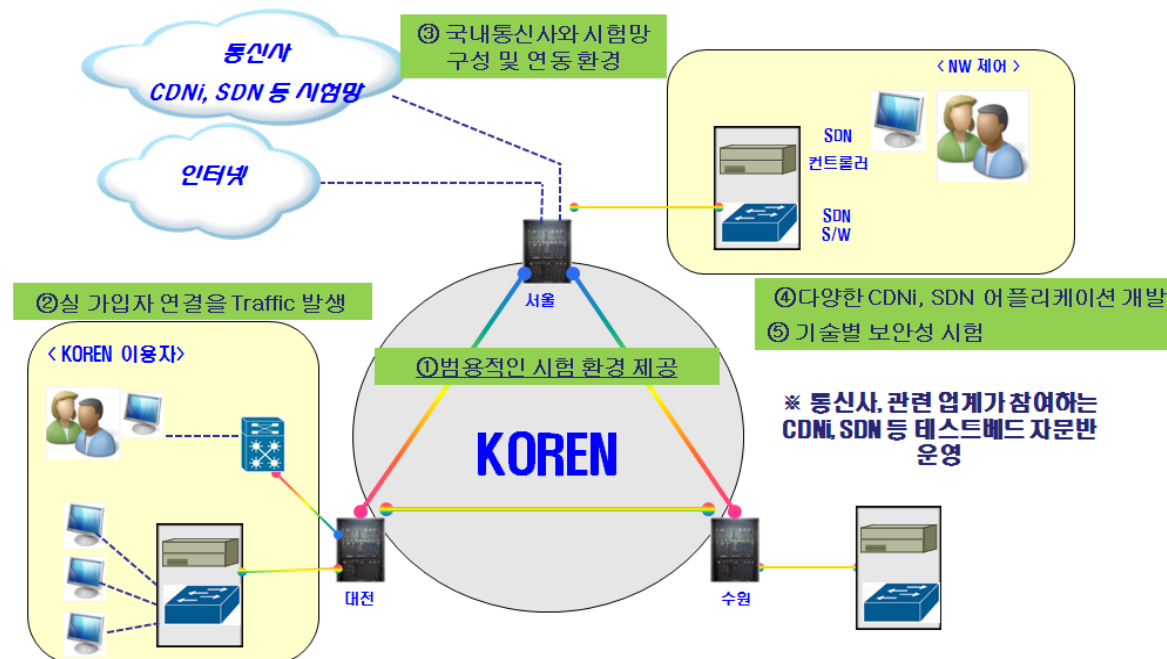 통신사
CDNi, SDN 등 시험망
③ 국내통신사와 시험망
구성 및 연동 환경
< NW 제어 >
SDN
컨트롤러
SDN
S/W
인터넷
서울
②실 가입자 연결을 Traffic 발생
④다양한 CDNi, SDN 어플리케이션 개발
⑤ 기술별 보안성 시험
< KOREN 이용자>
①범용적인 시험 환경 제공
※ 통신사, 관련 업계가 참여하는
CDNi, SDN 등 테스트베드 자문반
운영
KOREN
대전
수원